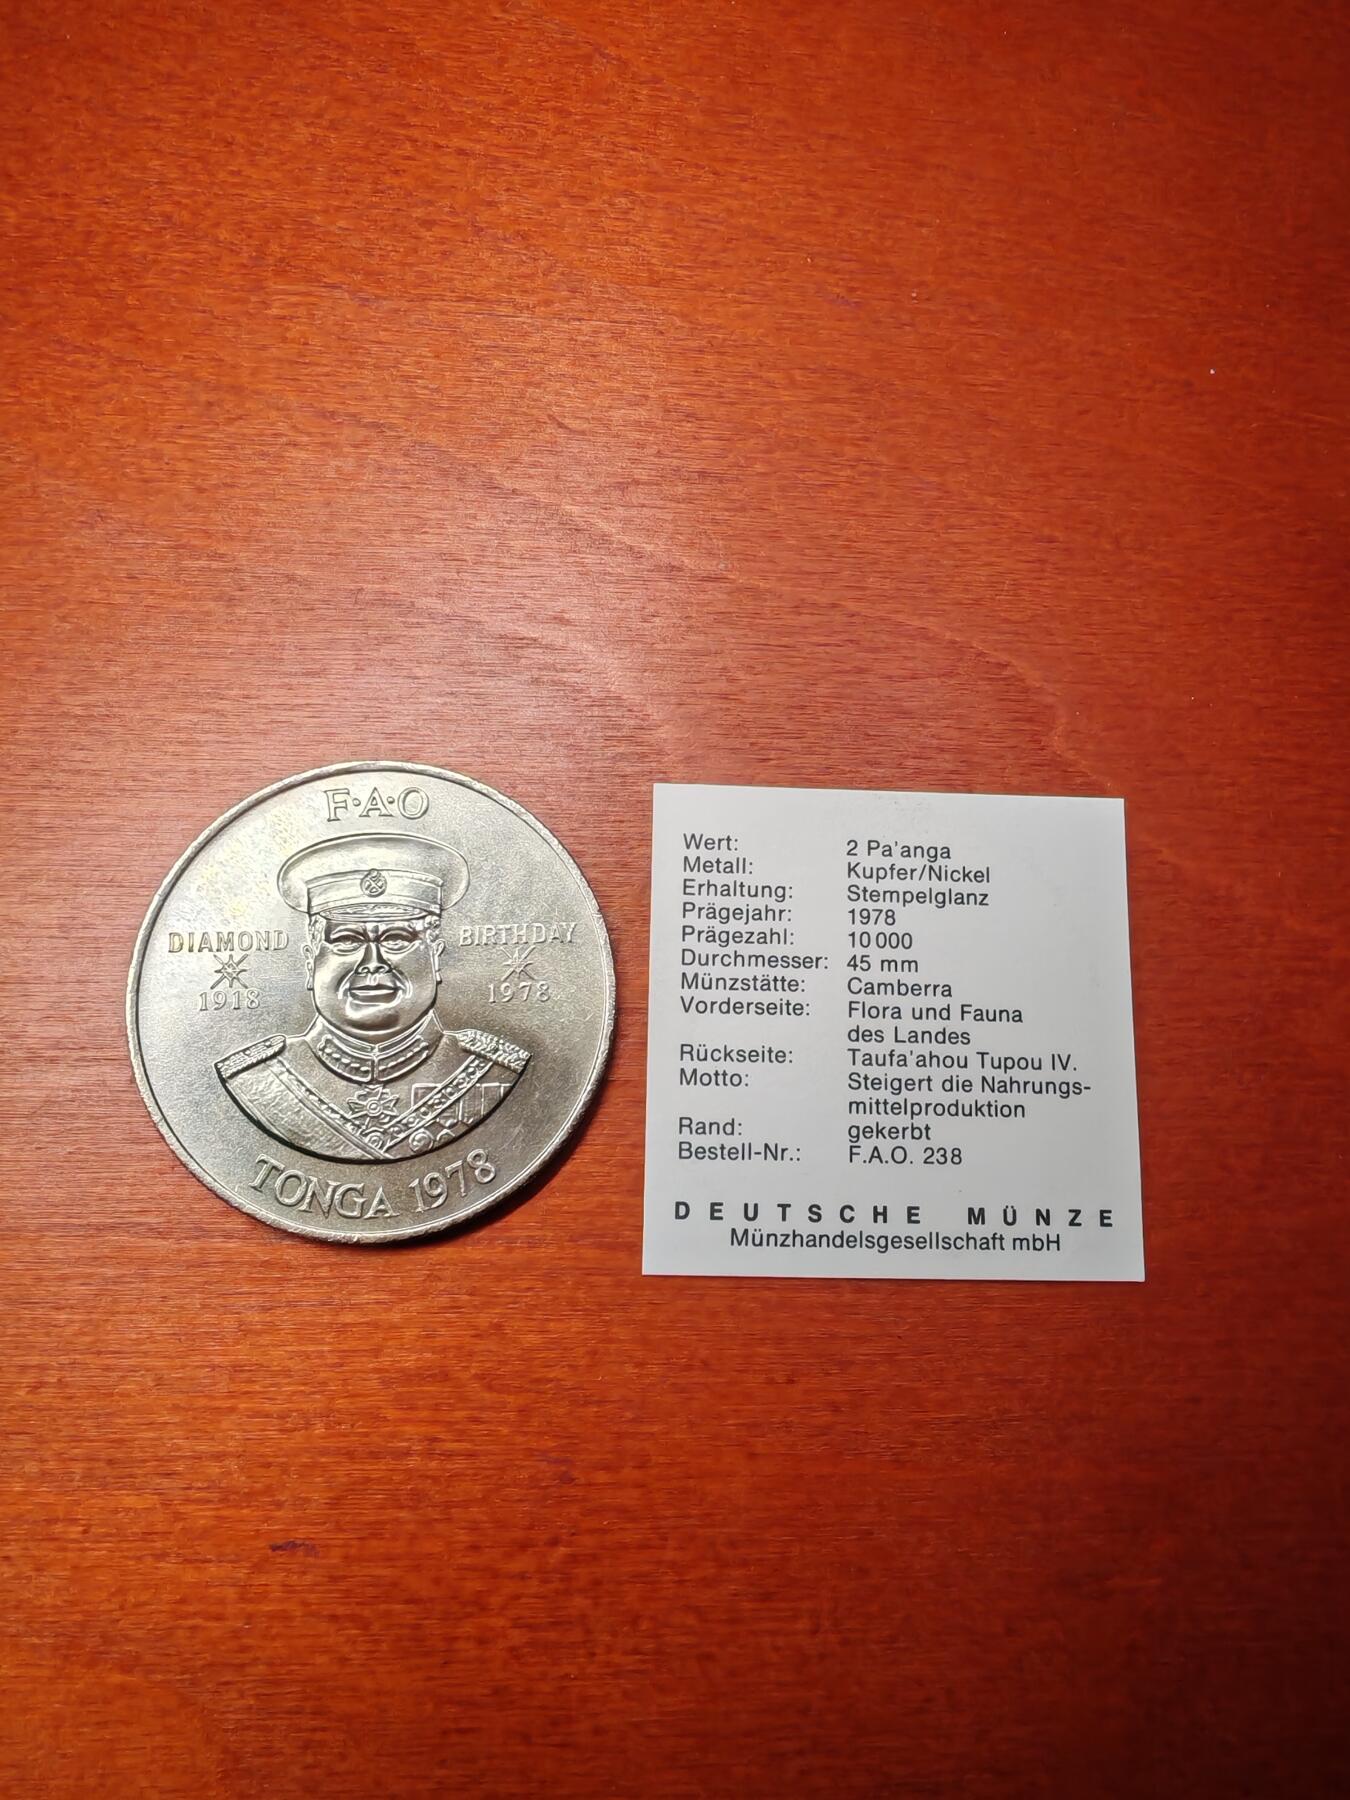 F·A·O
DIAMOND BIRTHDAY
1918 1978
TONGA 1978
Wert: 2 Pa'anga
Metall: Kupfer/Nickel
Erhaltung: Stempelglanz
Prägejahr: 1978
Prägezahl: 10 000
Durchmesser: 45 mm
Münzstätte: Camberra
Vorderseite: Flora und Fauna
des Landes
Rückseite: Taufa'ahou Tupou IV.
Motto: Steigert die Nahrungs-
mittelproduktion
Rand: gekerbt
Bestell-Nr.: F.A.O. 238
DEUTSCHE MÜNZE
Münzhandelsgesellschaft mbH